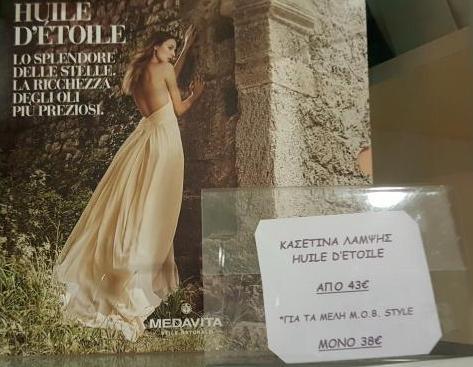 HUILE
D'ÉTOILE
LO SPLENDORE
DELLE STELLE.
LA RICCHEZZA
DEGLI OLI
PIÙ PREZIOSI.
MEDAVITA
ΚΑΣΕΤΙΝΑ ΛΑΜΨΗΣ
HUILE D'ETOILE
ΑΠΟ 43€
*ΓΙΑ ΤΑ ΜΕΛΗ M.O.B. STYLE
ΜΟΝΟ 38€